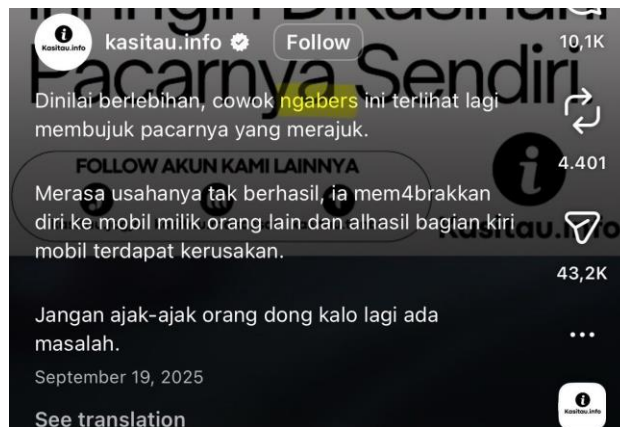 Pacarnya Sendiri
kasitau.info
Follow
Kasitau.info
10,1K
Dinilai berlebihan, cowok ngabers ini terlihat lagi
membujuk pacarnya yang merajuk.
FOLLOW AKUN KAMI LAINNYA
4.401
Merasa usahanya tak berhasil, ia mem4brakkan
diri ke mobil milik orang lain dan alhasil bagian kiri
mobil terdapat kerusakan.
Kasitau.info
43,2K
Jangan ajak-ajak orang dong kalo lagi ada
masalah.
September 19, 2025
See translation
Kasitau.info